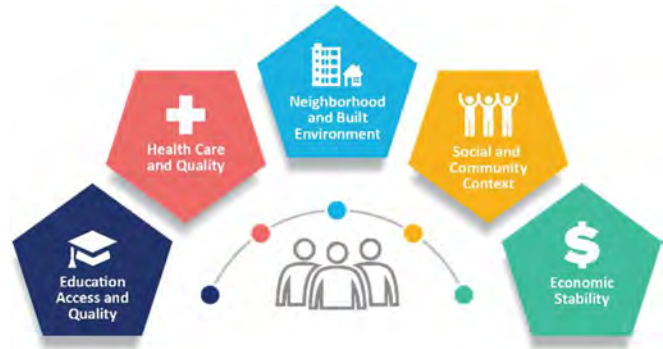 Education
Access and
Quality
Health Care
and Quality
Neighborhood
and Built
Environment
Social and
Community
Context
$
Economic
Stability